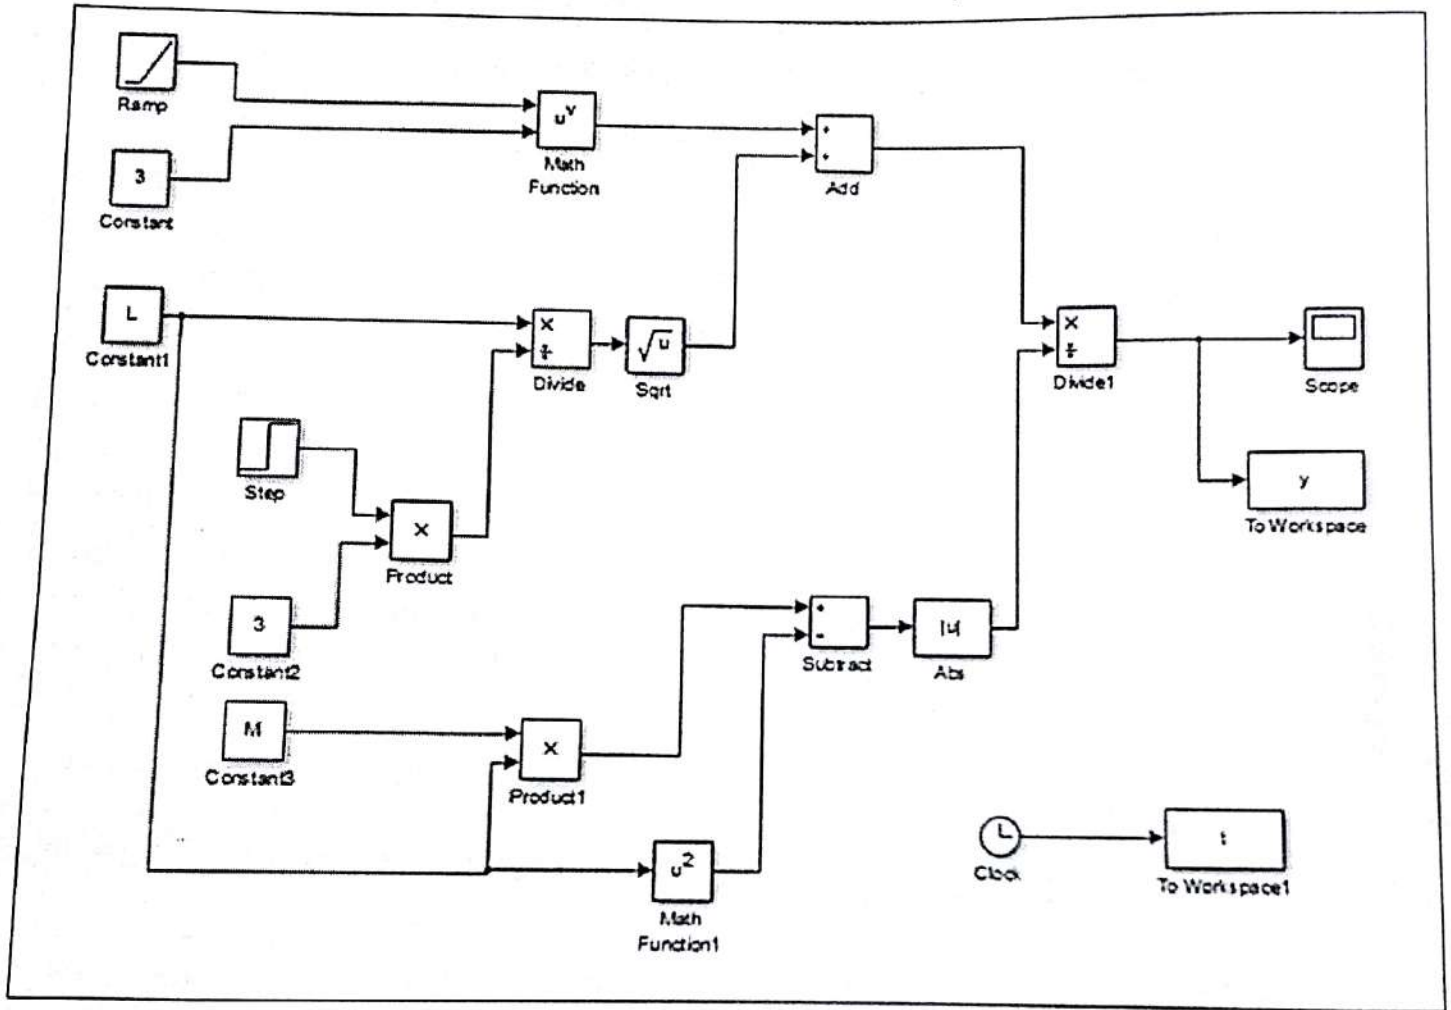 Ramp
u^v
Math
Function
+
+
Add
3
Constant
L
Constant1
×
÷
Divide
√u
Sqrt
×
÷
Divide1
Scope
Step
y
To Workspace
×
Product
3
Constant2
+
-
Subtract
|u|
Abs
M
Constant3
×
Product1
Clock
t
To Workspace1
u²
Math
Function1